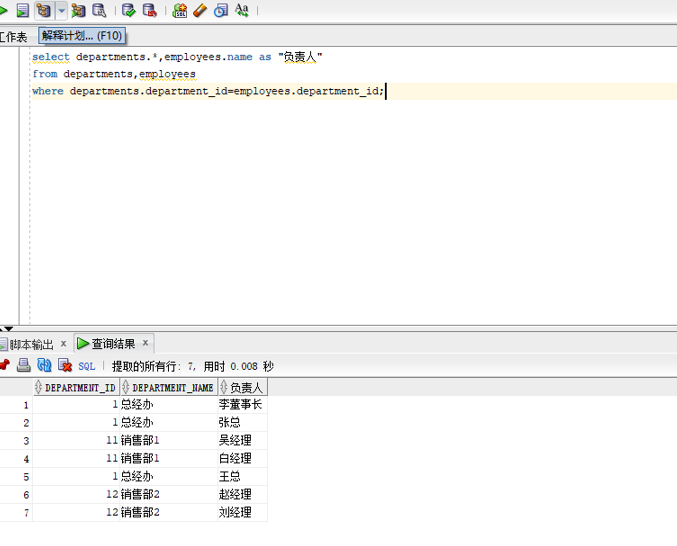 工作表
解释计划... (F10)
select departments.*,employees.name as "负责人"
from departments,employees
where departments.department_id=employees.department_id;
脚本输出 x
查询结果 x
SQL | 提取的所有行: 7, 用时 0.008 秒
DEPARTMENT_ID DEPARTMENT_NAME 负责人
1 1 总经办 李董事长
2 1 总经办 张总
3 11 销售部1 吴经理
4 11 销售部1 白经理
5 1 总经办 王总
6 12 销售部2 赵经理
7 12 销售部2 刘经理